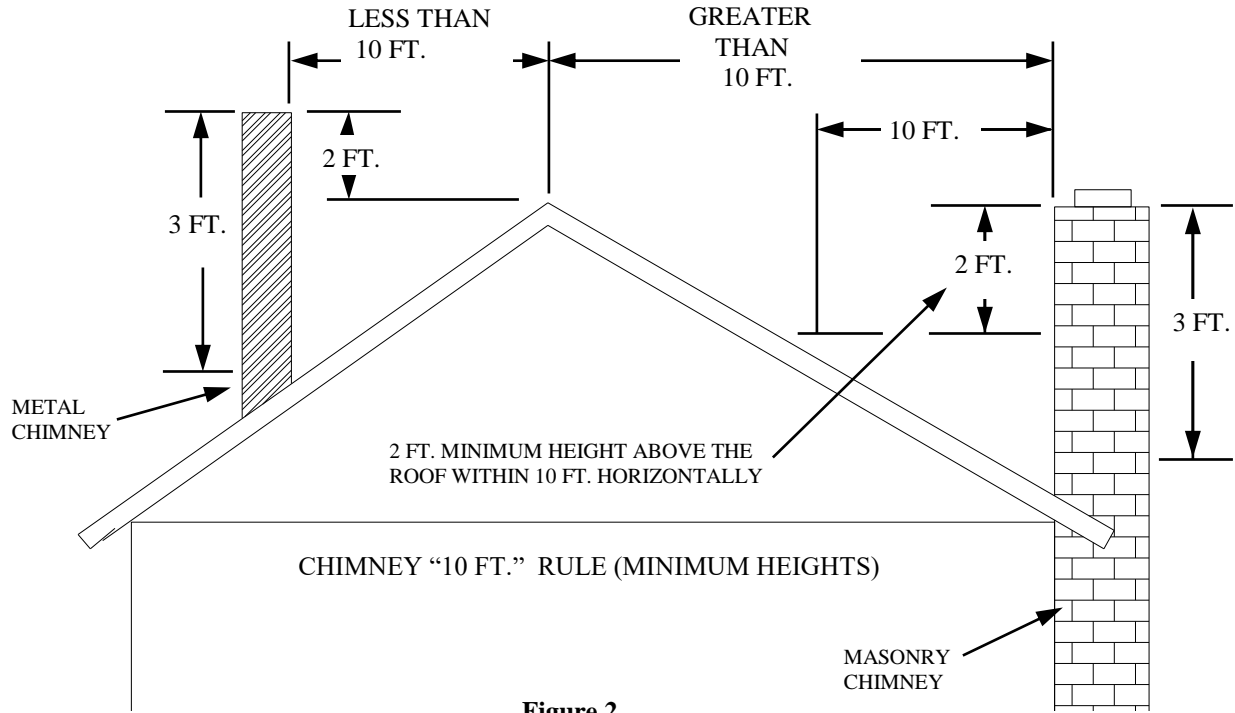 LESS THAN
10 FT.
GREATER
THAN
10 FT.
10 FT.
2 FT.
3 FT.
2 FT.
3 FT.
METAL
CHIMNEY
2 FT. MINIMUM HEIGHT ABOVE THE
ROOF WITHIN 10 FT. HORIZONTALLY
CHIMNEY “10 FT.” RULE (MINIMUM HEIGHTS)
MASONRY
CHIMNEY
Figure 2